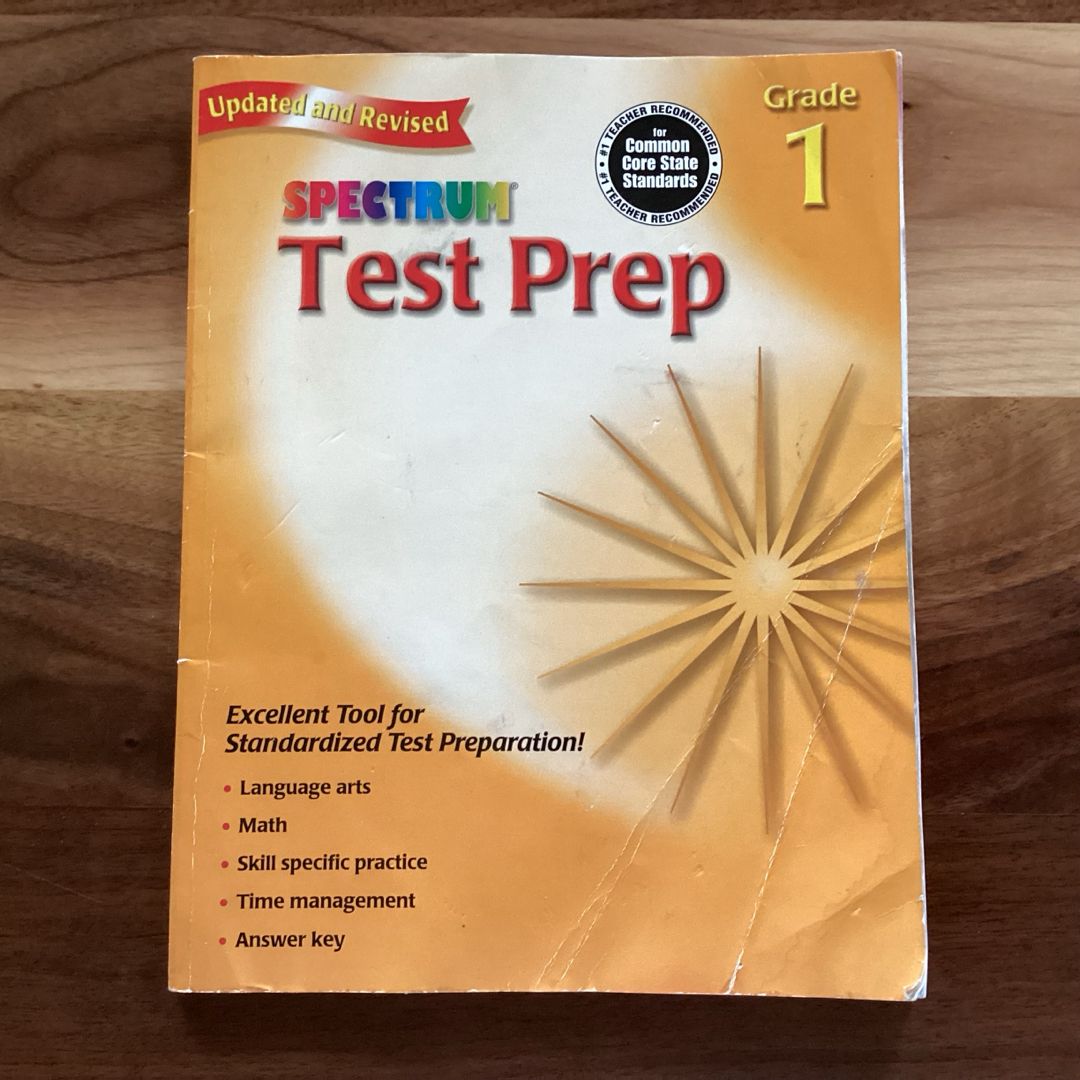 Updated and Revised
#1 TEACHER RECOMMENDED
for
Common
Core State
Standards
#1 TEACHER RECOMMENDED
Grade
1
SPECTRUM®
Test Prep
Excellent Tool for
Standardized Test Preparation!
• Language arts
• Math
• Skill specific practice
• Time management
• Answer key